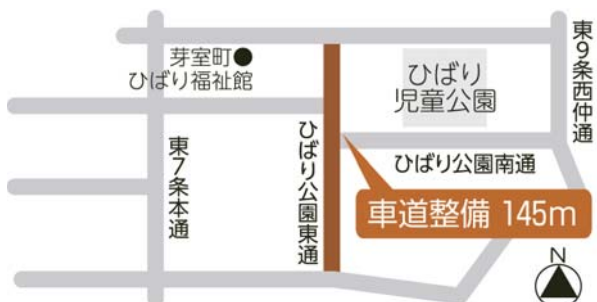 芽室町
ひばり福祉館
ひばり
児童公園
東9条西仲通
東7条本通
ひばり公園東通
ひばり公園南通
車道整備 145m
N